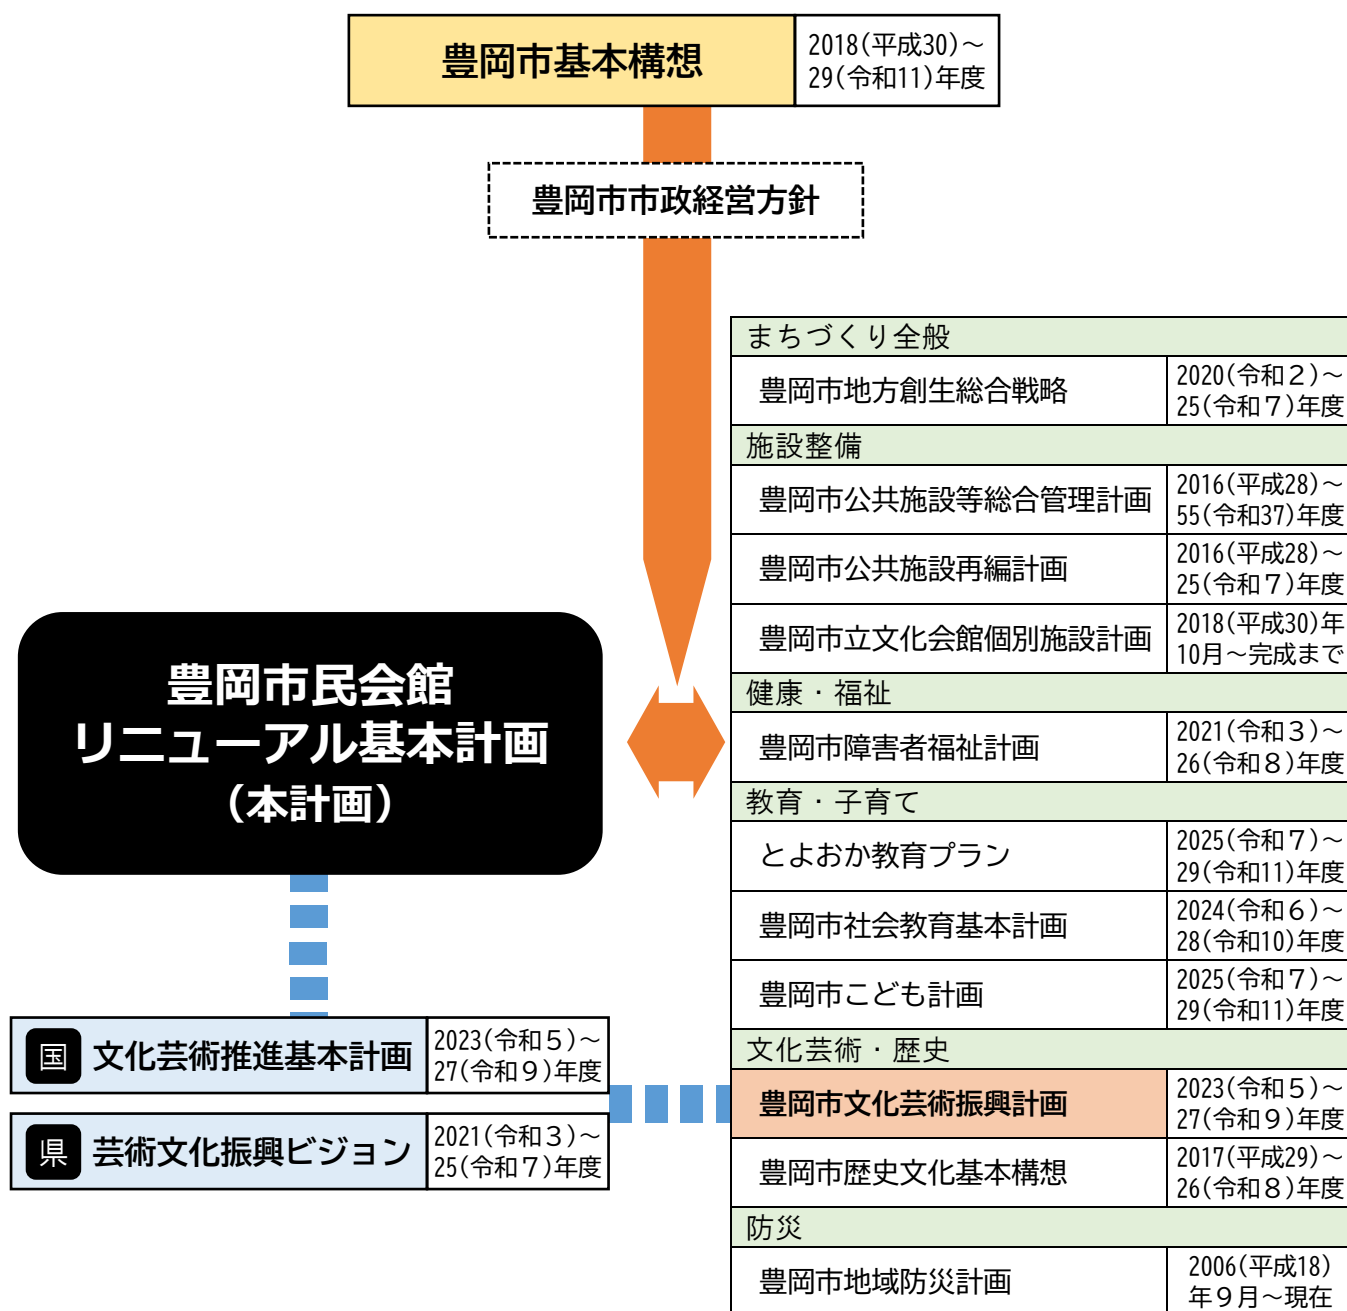 豊岡市基本構想
2018(平成30)～
29(令和11)年度
豊岡市市政経営方針
まちづくり全般
豊岡市地方創生総合戦略
2020(令和２)～
25(令和７)年度
施設整備
豊岡市公共施設等総合管理計画
2016(平成28)～
55(令和37)年度
豊岡市公共施設再編計画
2016(平成28)～
25(令和７)年度
豊岡市立文化会館個別施設計画
2018(平成30)年
10月～完成まで
健康・福祉
豊岡市障害者福祉計画
2021(令和３)～
26(令和８)年度
教育・子育て
とよおか教育プラン
2025(令和７)～
29(令和11)年度
豊岡市社会教育基本計画
2024(令和６)～
28(令和10)年度
豊岡市こども計画
2025(令和７)～
29(令和11)年度
文化芸術・歴史
豊岡市文化芸術振興計画
2023(令和５)～
27(令和９)年度
豊岡市歴史文化基本構想
2017(平成29)～
26(令和８)年度
防災
豊岡市地域防災計画
2006(平成18)
年９月～現在
豊岡市民会館
リニューアル基本計画
（本計画）
国 文化芸術推進基本計画
2023(令和５)～
27(令和９)年度
県 芸術文化振興ビジョン
2021(令和３)～
25(令和７)年度